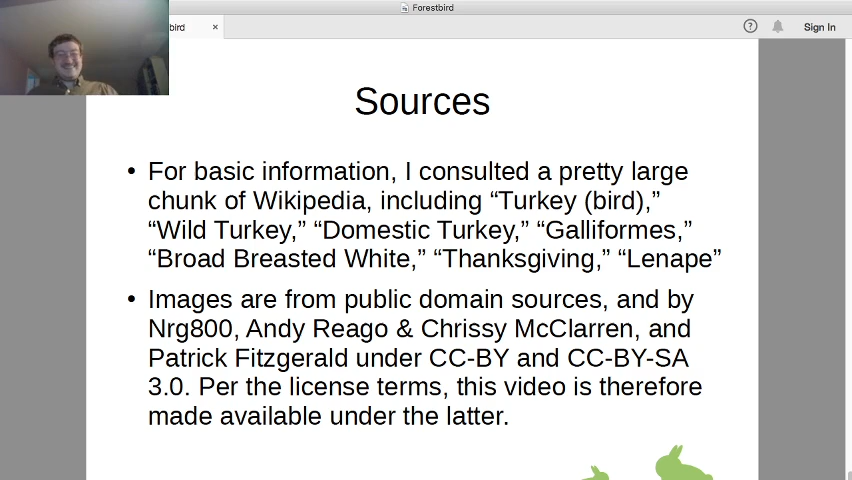 Forestbird
bird ×
? Sign In
Sources
• For basic information, I consulted a pretty large
chunk of Wikipedia, including “Turkey (bird),”
“Wild Turkey,” “Domestic Turkey,” “Galliformes,”
“Broad Breasted White,” “Thanksgiving,” “Lenape”
• Images are from public domain sources, and by
Nrg800, Andy Reago & Chrissy McClarren, and
Patrick Fitzgerald under CC-BY and CC-BY-SA
3.0. Per the license terms, this video is therefore
made available under the latter.